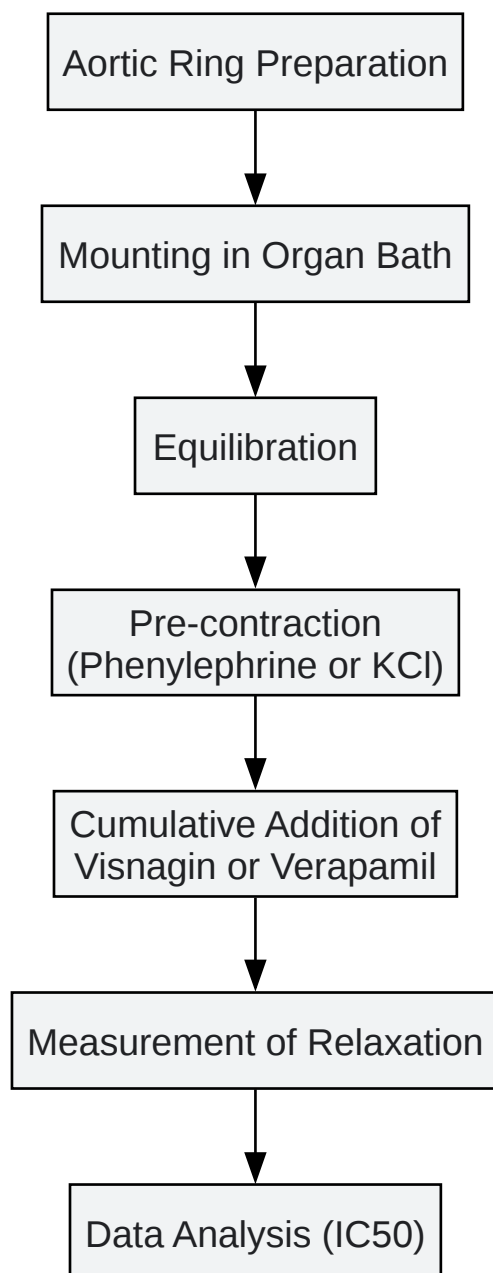 Aortic Ring Preparation
Mounting in Organ Bath
Equilibration
Pre-contraction
(Phenylephrine or KCl)
Cumulative Addition of
Visnagin or Verapamil
Measurement of Relaxation
Data Analysis (IC50)